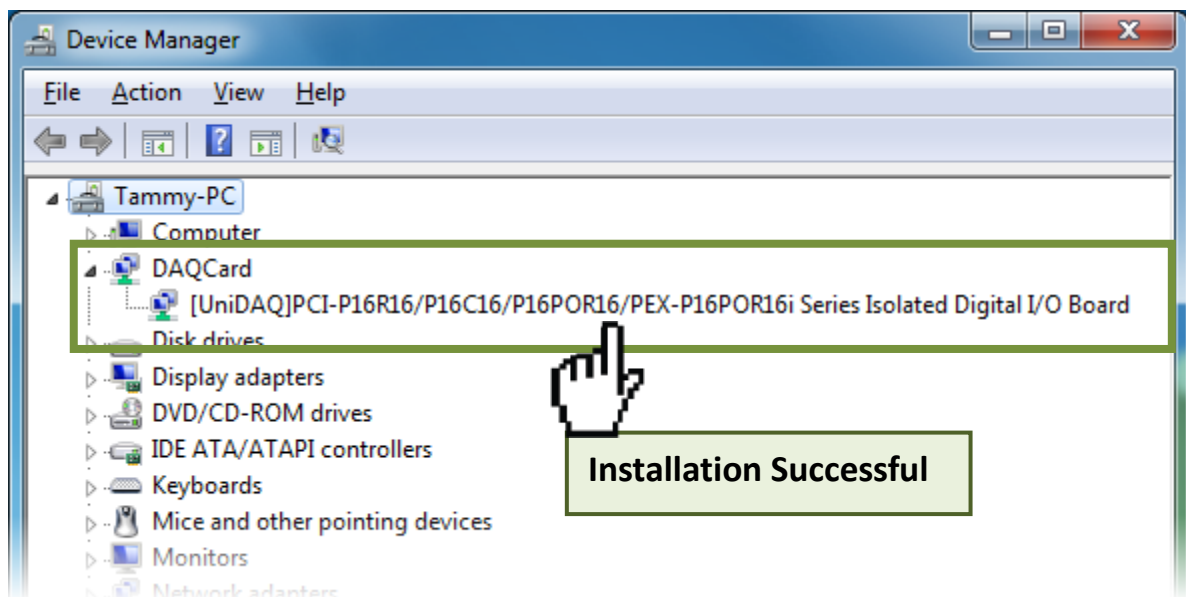 Device Manager
File Action View Help
Tammy-PC
Computer
DAQCard
[UniDAQ]PCI-P16R16/P16C16/P16POR16/PEX-P16POR16i Series Isolated Digital I/O Board
Disk drives
Display adapters
DVD/CD-ROM drives
IDE ATA/ATAPI controllers
Installation Successful
Keyboards
Mice and other pointing devices
Monitors
Network adapters